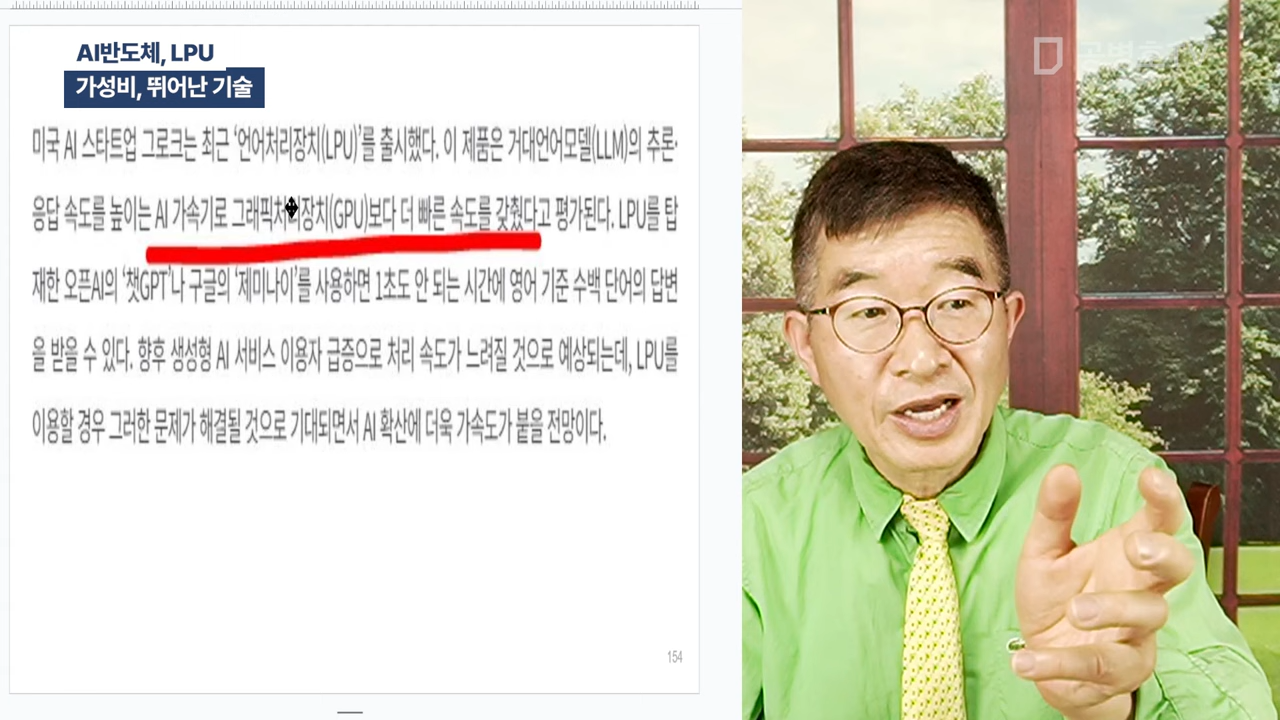 AI반도체, LPU
가성비, 뛰어난 기술
미국 AI 스타트업 그로크는 최근 ‘언어처리장치(LPU)’를 출시했다. 이 제품은 거대언어모델(LLM)의 추론·
응답 속도를 높이는 AI 가속기로 그래픽처 장치(GPU)보다 더 빠른 속도를 갖췄다고 평가된다. LPU를 탑
재한 오픈AI의 ‘챗GPT’나 구글의 ‘제미나이’를 사용하면 1초도 안 되는 시간에 영어 기준 수백 단어의 답변
을 받을 수 있다. 향후 생성형 AI 서비스 이용자 급증으로 처리 속도가 느려질 것으로 예상되는데, LPU를
이용할 경우 그러한 문제가 해결될 것으로 기대되면서 AI 확산에 더욱 가속도가 붙을 전망이다.
154